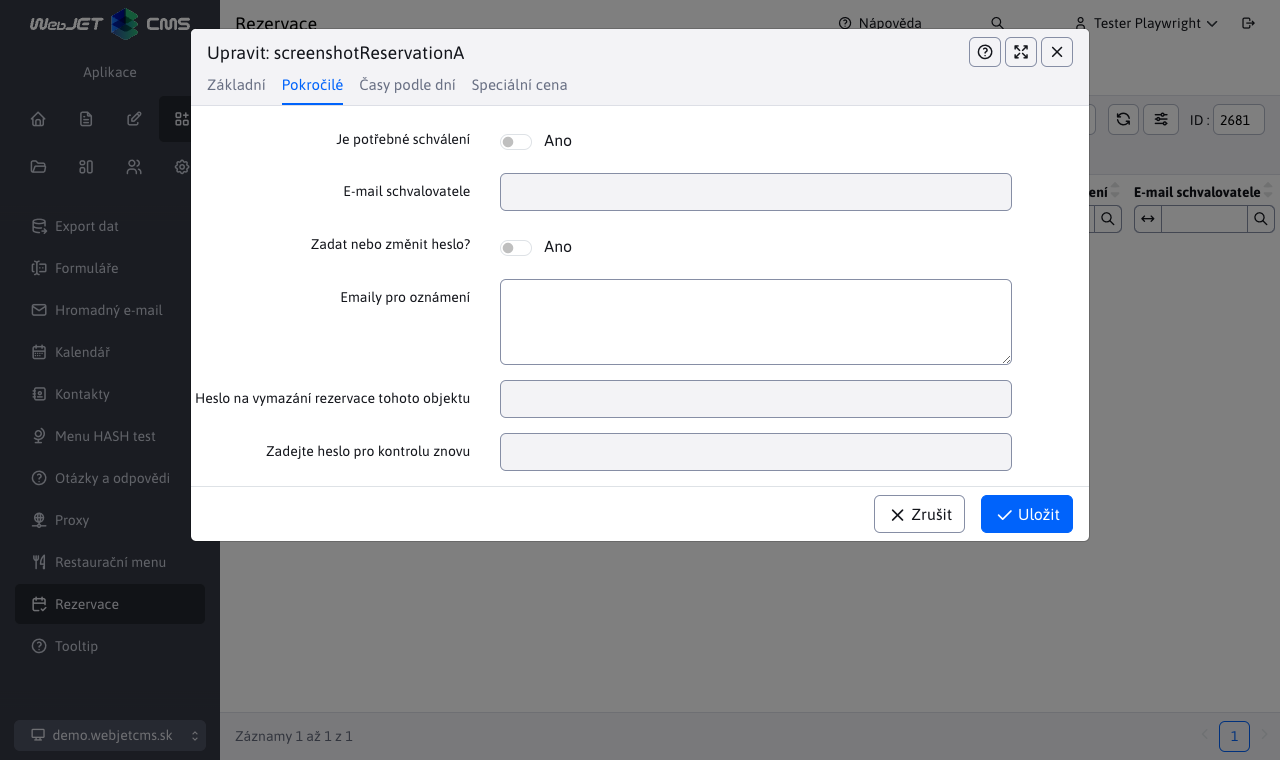 WebJET CMS
Rezervace
Nápověda
Tester Playwright
Aplikace
Upravit: screenshotReservationA
Základní
Pokročilé
Časy podle dní
Speciální cena
ID :
2681
ení
E-mail schvalovatele
Je potřebné schválení
Ano
E-mail schvalovatele
Zadat nebo změnit heslo?
Ano
Emaily pro oznámení
Heslo na vymazání rezervace tohoto objektu
Zadejte heslo pro kontrolu znovu
Zrušit
Uložit
Export dat
Formuláře
Hromadný e-mail
Kalendář
Kontakty
Menu HASH test
Otázky a odpovědi
Proxy
Restaurační menu
Rezervace
Tooltip
demo.webjetcms.sk
Záznamy 1 až 1 z 1
1